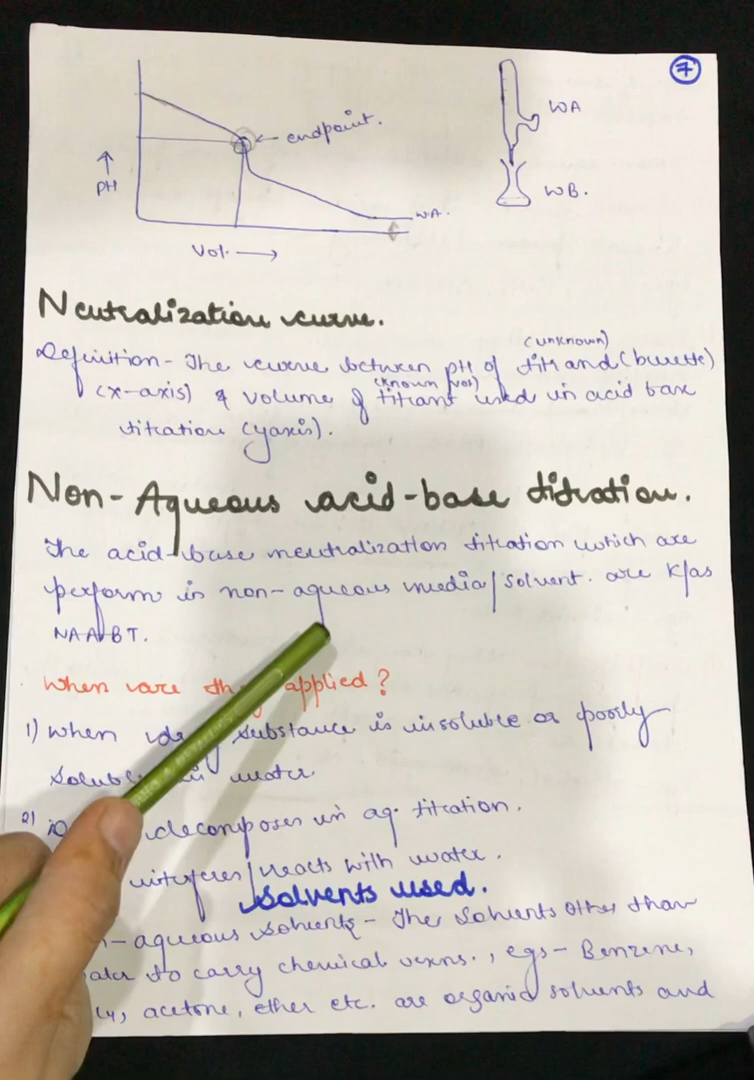 7
endpoint.
WA
PH
WB.
WA.
Vol.
Neutralization curve.
(unknown)
Definition - The curve between pH of titrand (burette)
(known vol)
(x-axis) & volume of titrant used in acid base
titration (yaxis).
Non-Aqueous acid-base titration.
The acid-base neutralization titration which are
perform in non-aqueous media/solvent. are K/as
NAABT.
When are applied?
1) When substance is insoluble or poorly
in water.
2) decomposes in aq. titration.
interferes/reacts with water.
Solvents used.
-aqueous solvents - The solvents other than
to carry chemical rxns., egs - Benzene,
acetone, ether etc. are organic solvents and